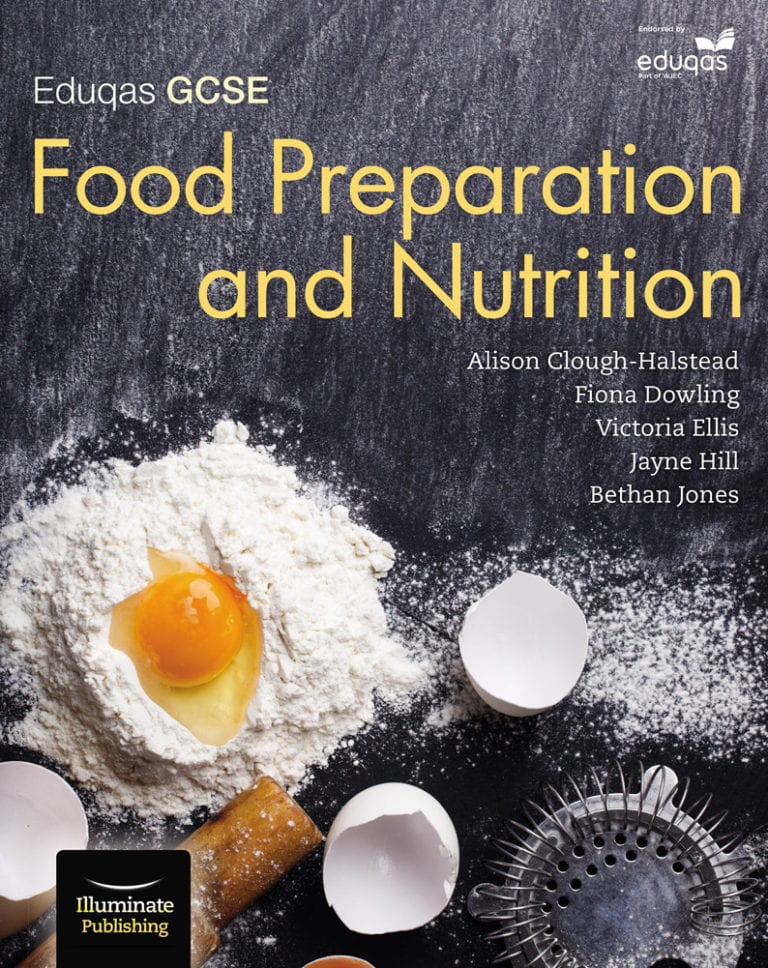 Endorsed by
eduqas
Part of WJEC
Eduqas GCSE
Food Preparation
and Nutrition
Alison Clough-Halstead
Fiona Dowling
Victoria Ellis
Jayne Hill
Bethan Jones
Illuminate
Publishing